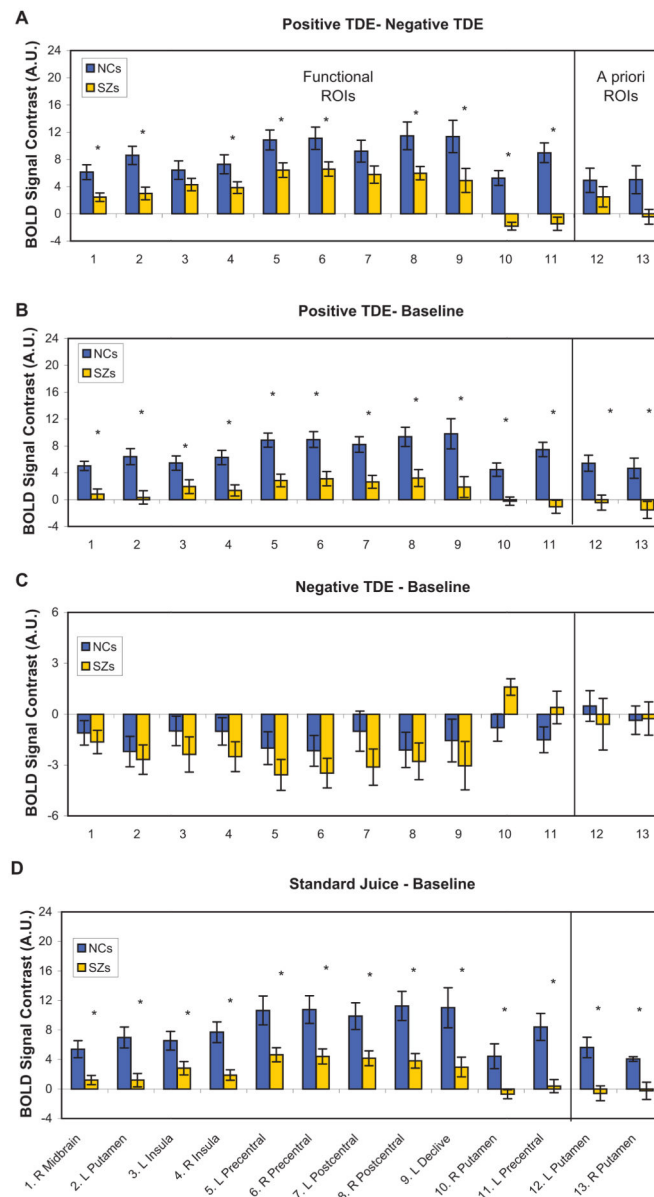 A
Positive TDE- Negative TDE
BOLD Signal Contrast (A.U.)
24
20
16
12
8
4
0
-4
NCs
SZs
Functional
ROIs
A priori
ROIs
* * * * * * * * *
1 2 3 4 5 6 7 8 9 10 11 12 13
B
Positive TDE- Baseline
BOLD Signal Contrast (A.U.)
24
20
16
12
8
4
0
-4
NCs
SZs
* * * * * * * * * * * * *
1 2 3 4 5 6 7 8 9 10 11 12 13
C
Negative TDE - Baseline
BOLD Signal Contrast (A.U.)
6
3
0
-3
-6
NCs
SZs
1 2 3 4 5 6 7 8 9 10 11 12 13
D
Standard Juice - Baseline
BOLD Signal Contrast (A.U.)
24
20
16
12
8
4
0
-4
NCs
SZs
* * * * * * * * * * * * *
1. R Midbrain
2. L Putamen
3. L Insula
4. R Insula
5. L Precentral
6. R Precentral
7. L Postcentral
8. R Postcentral
9. L Declive
10. R Putamen
11. L Precentral
12. L Putamen
13. R Putamen